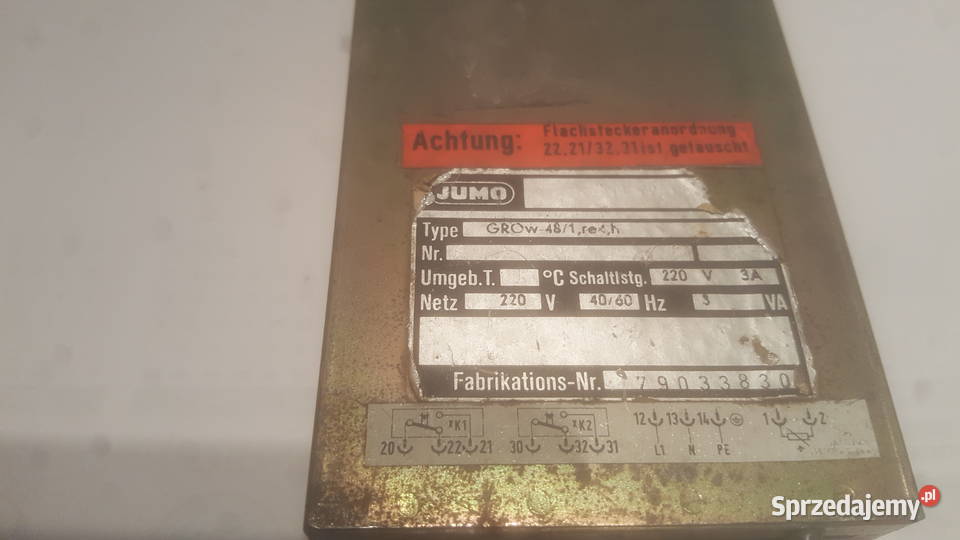 Achtung: Flachsteckeranordnung
22,21/32,31 ist getauscht
JUMO
Type GROw-48/1,
Nr.
Umgeb.T. °C Schaltlstg. 220 V 3A
Netz 220 V 40/60 Hz 3 VA
Fabrikations-Nr. 79033830
K1 K2 12 13 14 1 2
20 22 21 30 32 31 L1 N PE
Sprzedajemy.pl